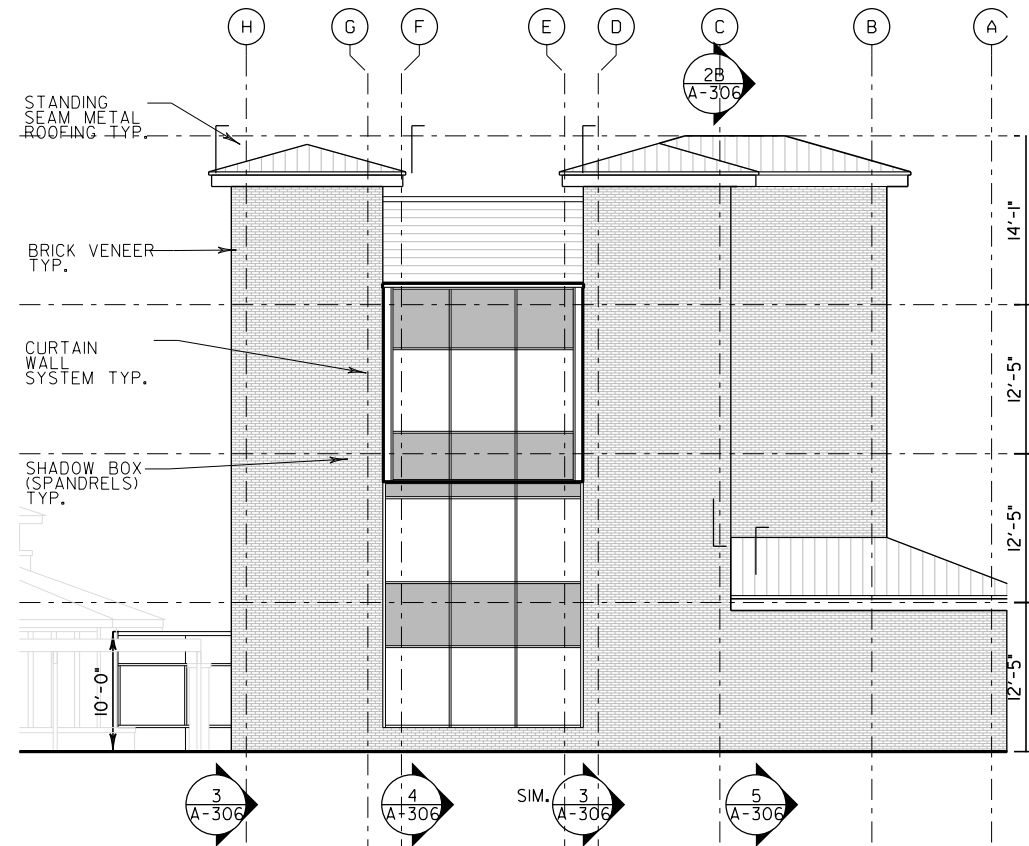 H
G
F
E
D
C
B
A
2B
A-306
STANDING
SEAM METAL
ROOFING TYP.
14'-1"
BRICK VENEER
TYP.
CURTAIN
WALL
SYSTEM TYP.
12'-5"
SHADOW BOX
(SPANDRELS)
TYP.
12'-5"
10'-0"
12'-5"
3
A-306
4
A-306
SIM.
3
A-306
5
A-306